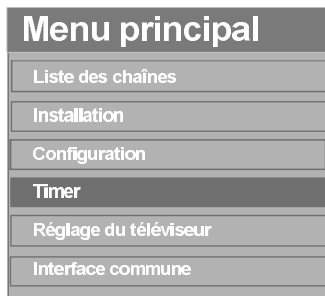 Menu principal
Liste des chaînes
Installation
Configuration
Timer
Réglage du téléviseur
Interface commune